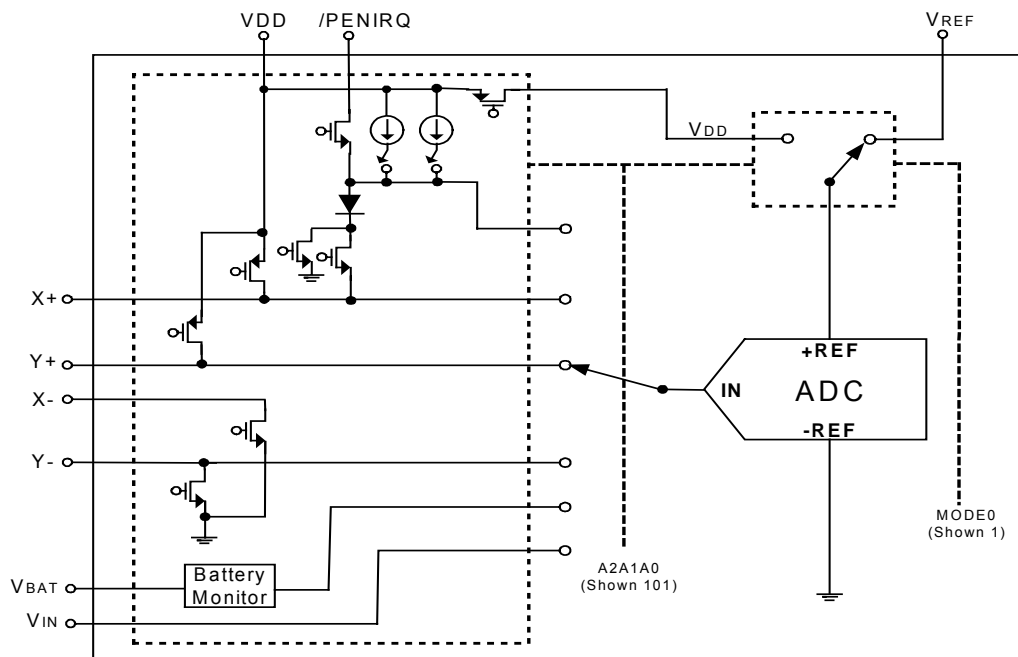 VDD
/PENIRQ
VREF
VDD
X+
Y+
X-
Y-
+REF
IN
ADC
-REF
MODE0
(Shown 1)
A2A1A0
(Shown 101)
Battery
Monitor
VBAT
VIN